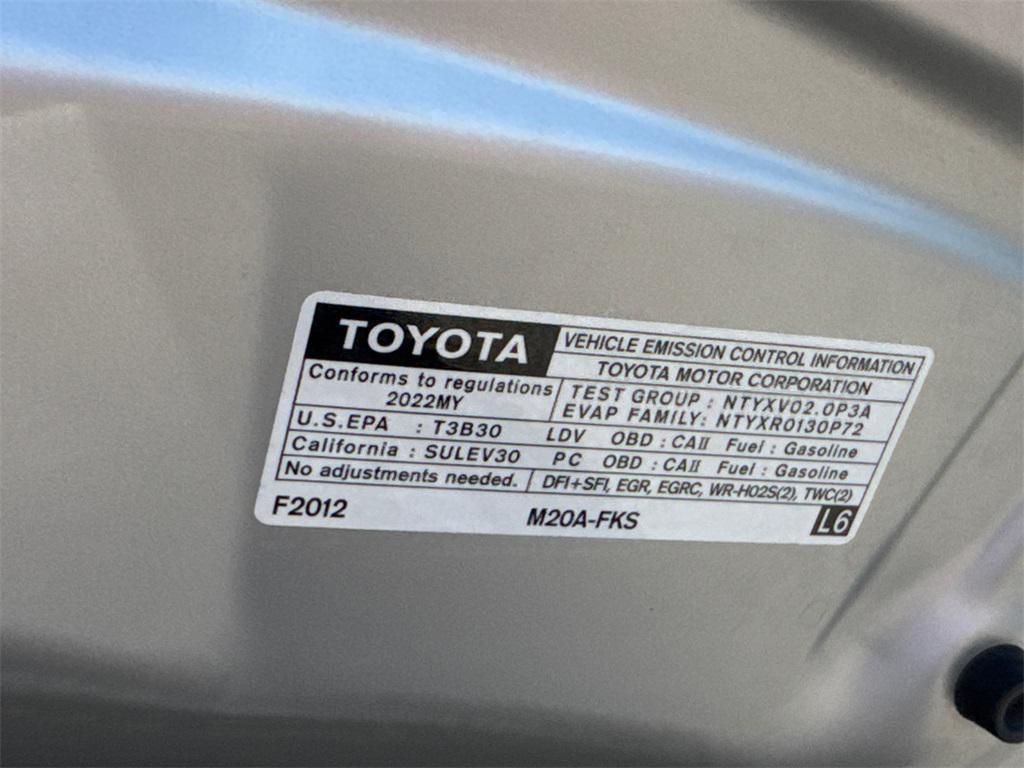 TOYOTA
VEHICLE EMISSION CONTROL INFORMATION
TOYOTA MOTOR CORPORATION
Conforms to regulations
2022MY
TEST GROUP : NTYXV02.0P3A
EVAP FAMILY: NTYXR0130P72
U.S.EPA : T3B30 LDV OBD : CAⅡ Fuel : Gasoline
California : SULEV30 PC OBD : CAⅡ Fuel : Gasoline
No adjustments needed. DFI+SFI, EGR, EGRC, WR-HO2S(2), TWC(2)
F2012 M20A-FKS L6